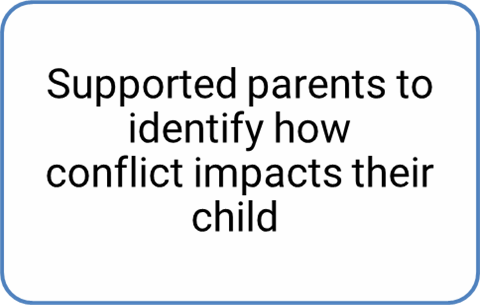 Supported parents to
identify how
conflict impacts their
child